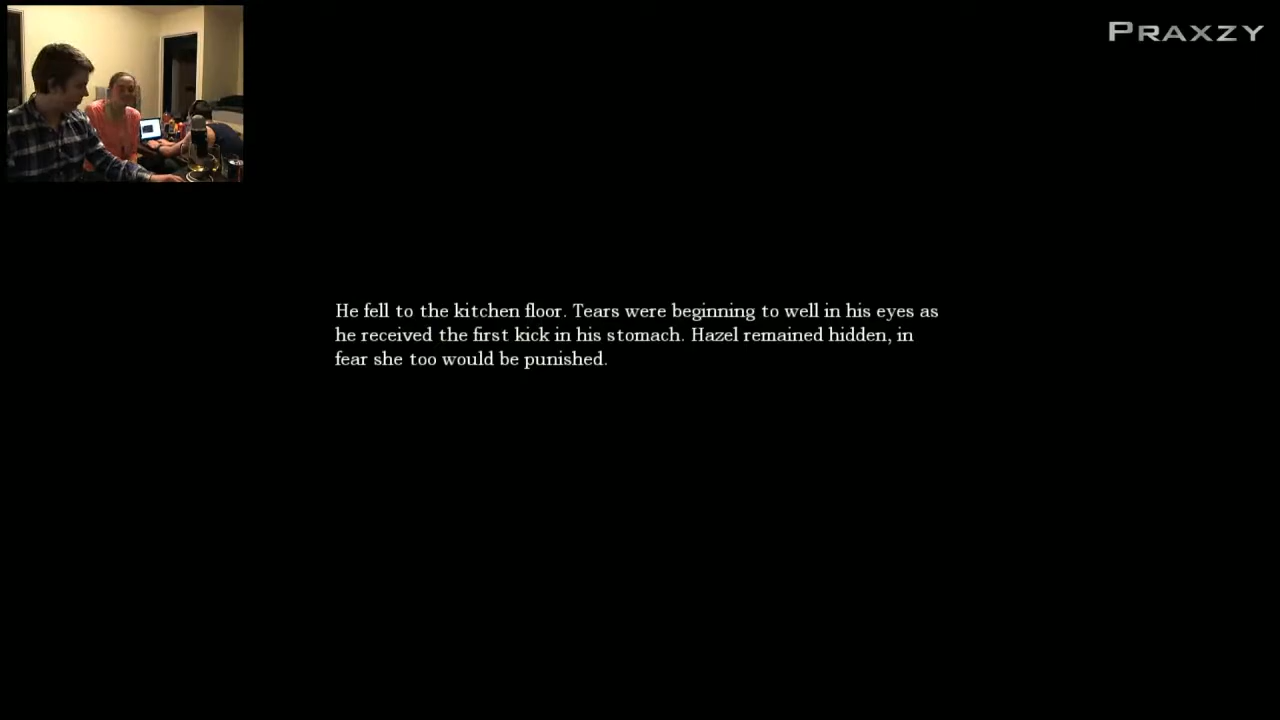 PRAXZY
He fell to the kitchen floor. Tears were beginning to well in his eyes as
he received the first kick in his stomach. Hazel remained hidden, in
fear she too would be punished.